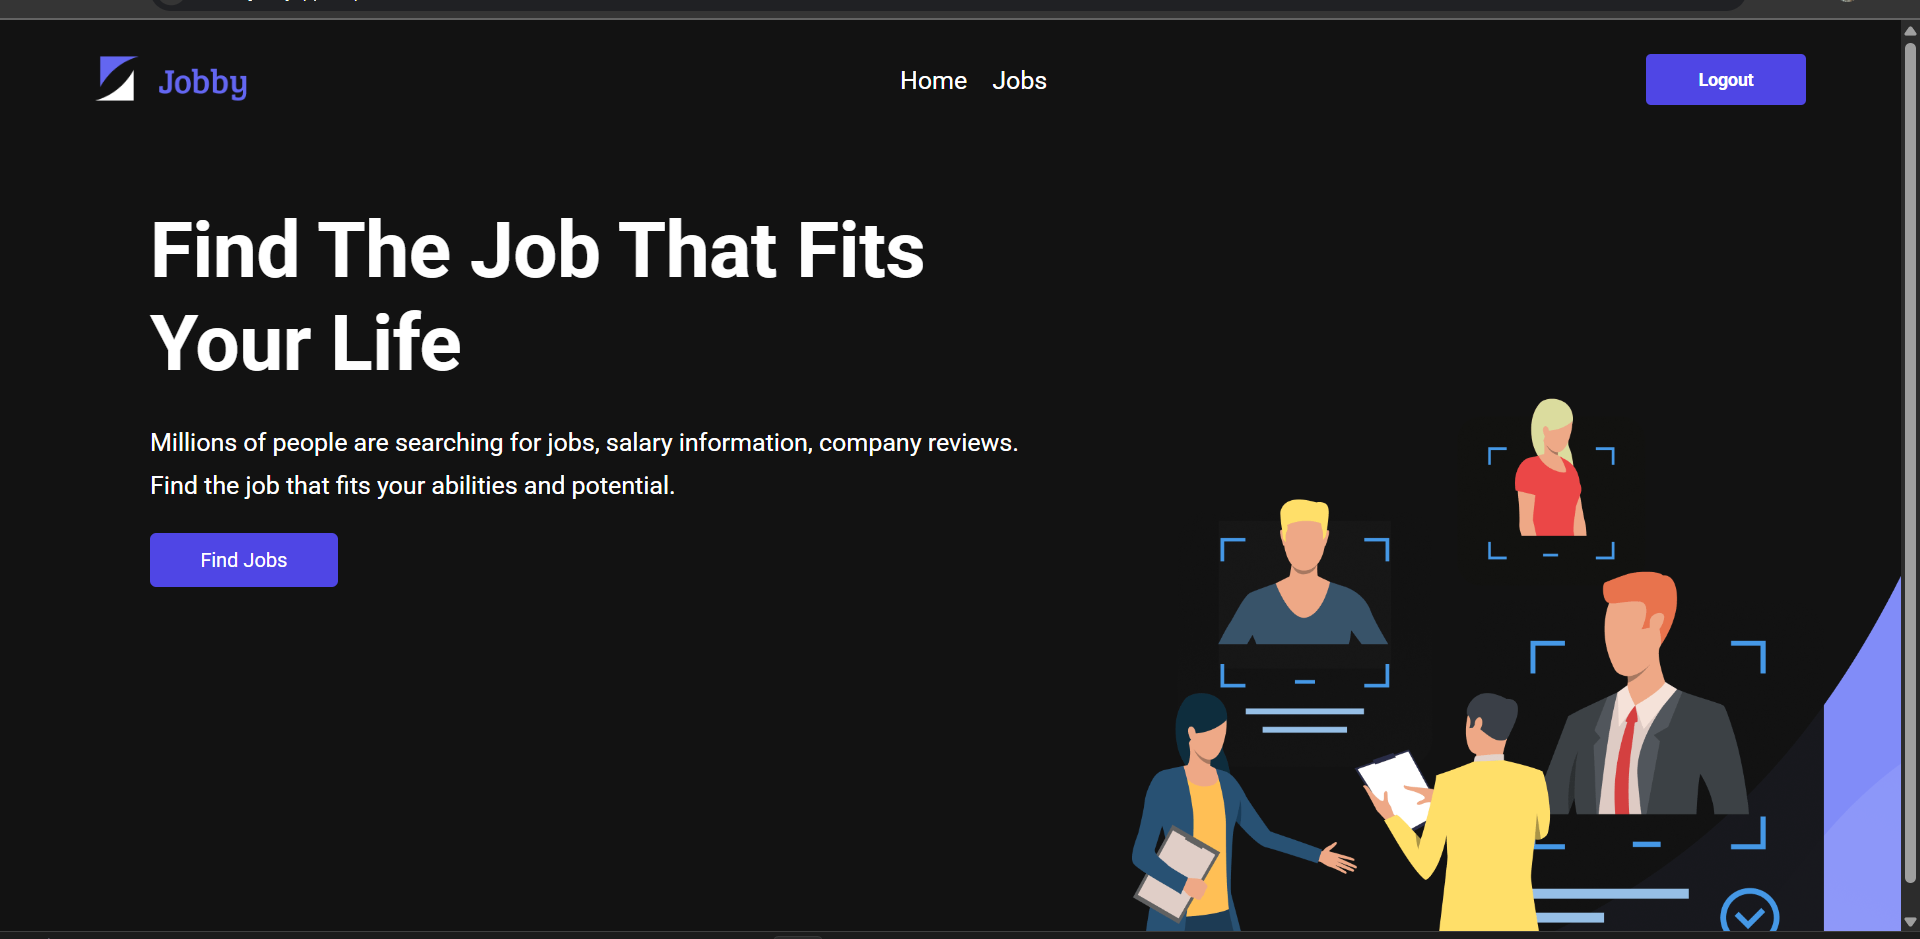 Jobby
Home Jobs
Logout
Find The Job That Fits
Your Life
Millions of people are searching for jobs, salary information, company reviews.
Find the job that fits your abilities and potential.
Find Jobs